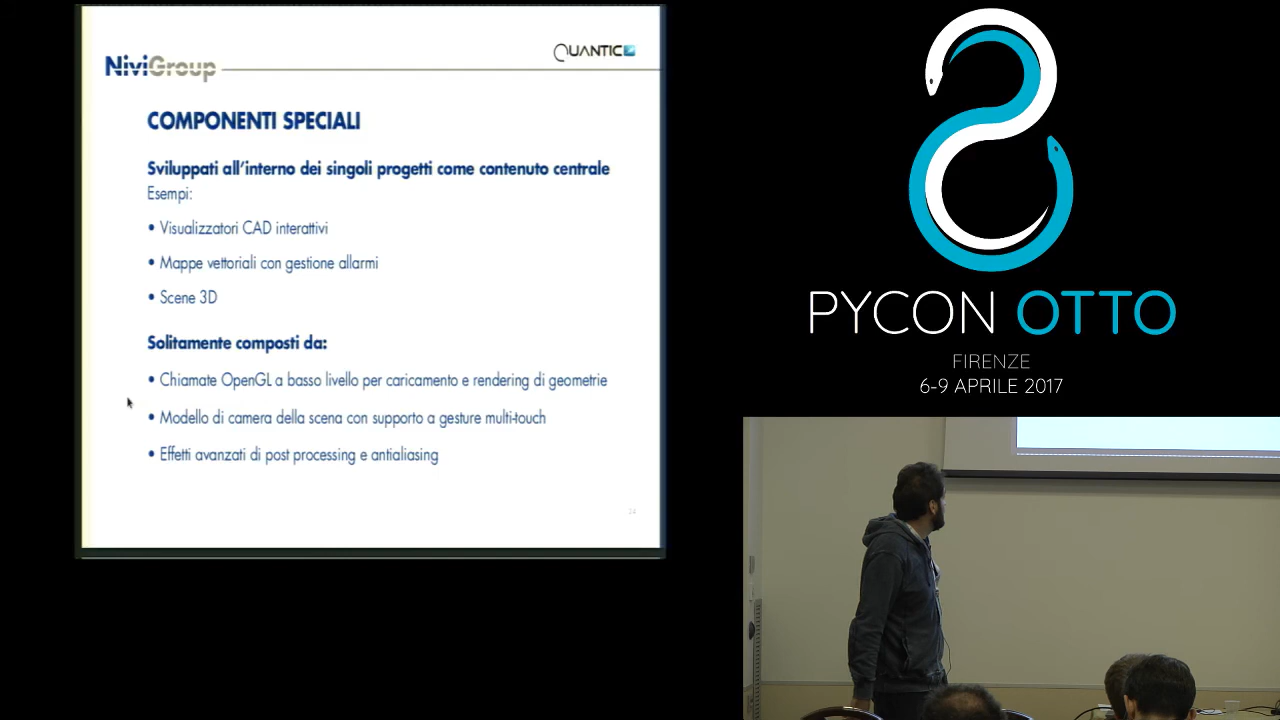 NiviGroup
QUANTIC
COMPONENTI SPECIALI
Sviluppati all'interno dei singoli progetti come contenuto centrale
Esempi:
• Visualizzatori CAD interattivi
• Mappe vettoriali con gestione allarmi
• Scene 3D
Solitamente composti da:
• Chiamate OpenGL a basso livello per caricamento e rendering di geometrie
• Modello di camera della scena con supporto a gesture multi-touch
• Effetti avanzati di post processing e antialiasing
24
PYCON OTTO
FIRENZE
6-9 APRILE 2017